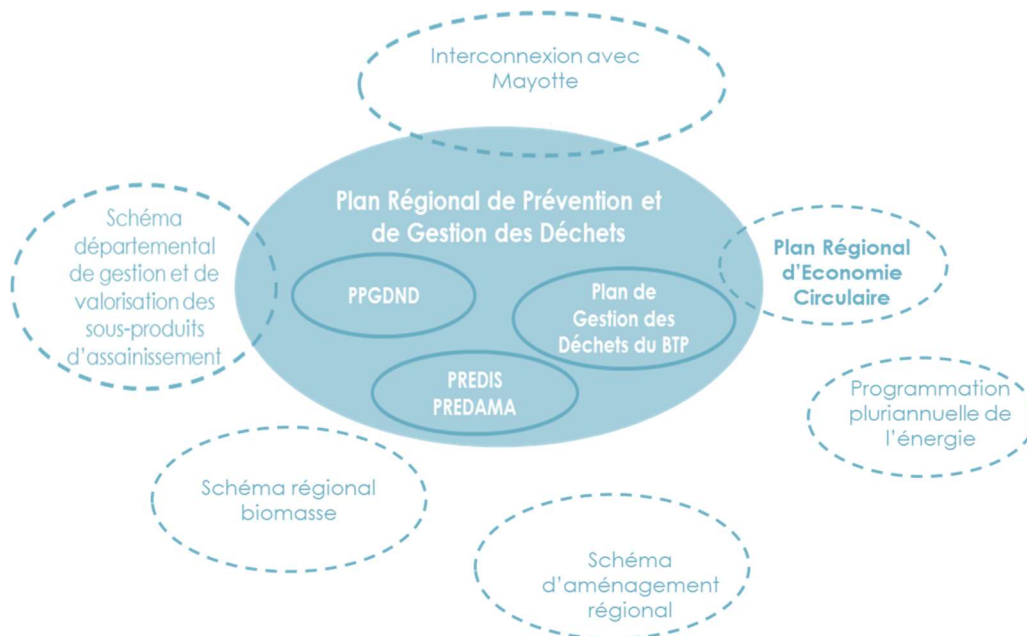 Interconnexion avec
Mayotte
Plan Régional de Prévention et
de Gestion des Déchets
Schéma
départemental
de gestion et de
valorisation des
sous-produits
d'assainissement
PPGDND
Plan de
Gestion des
Déchets du BTP
PREDIS
PREDAMA
Plan Régional
d'Economie
Circulaire
Programmation
pluriannuelle de
l'énergie
Schéma régional
biomasse
Schéma
d'aménagement
régional